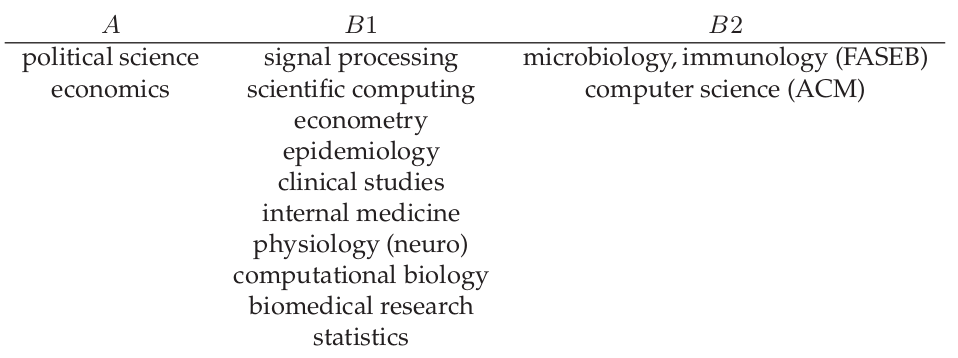 A B1 B2
political science signal processing microbiology, immunology (FASEB)
economics scientific computing computer science (ACM)
econometry
epidemiology
clinical studies
internal medicine
physiology (neuro)
computational biology
biomedical research
statistics